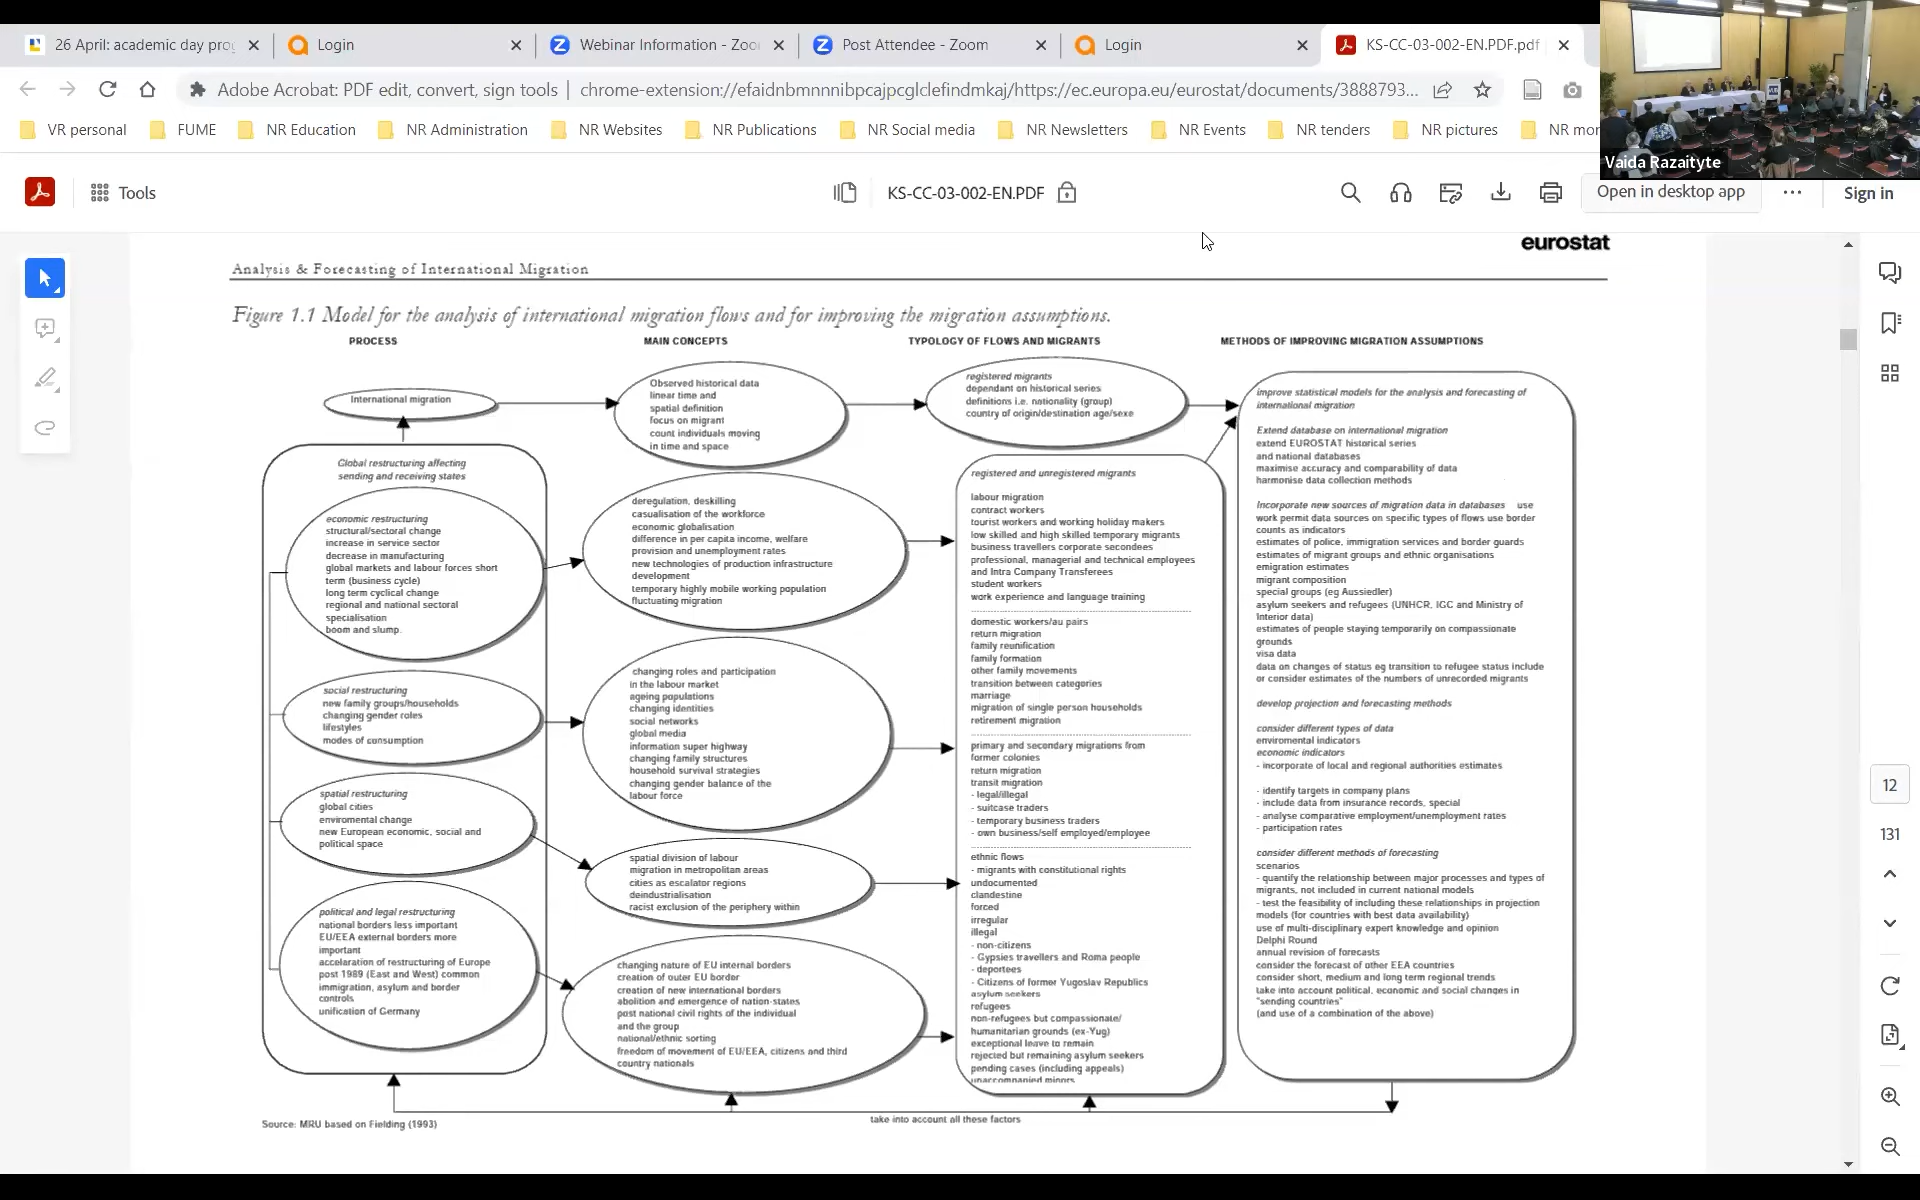 26 April: academic day pro
Login
Webinar Information - Zoo
Post Attendee - Zoom
Login
KS-CC-03-002-EN.PDF.pdf
Adobe Acrobat: PDF edit, convert, sign tools | chrome-extension://efaidnbmnnnibpcajpcglclefindmkaj/https://ec.europa.eu/eurostat/documents/3888793...
VR personal
FUME
NR Education
NR Administration
NR Websites
NR Publications
NR Social media
NR Newsletters
NR Events
NR tenders
NR pictures
NR mor
Vaida Razaityte
Tools
KS-CC-03-002-EN.PDF
Open in desktop app
Sign in
eurostat
Analysis & Forecasting of International Migration
Figure 1.1 Model for the analysis of international migration flows and for improving the migration assumptions.
PROCESS
MAIN CONCEPTS
TYPOLOGY OF FLOWS AND MIGRANTS
METHODS OF IMPROVING MIGRATION ASSUMPTIONS
International migration
Global restructuring affecting
sending and receiving states
economic restructuring
structural/sectoral change
increase in service sector
decrease in manufacturing
global markets and labour forces short
term (business cycle)
long term cyclical change
regional and national sectoral
specialisation
boom and slump.
social restructuring
new family groups/households
changing gender roles
lifestyles
modes of consumption
spatial restructuring
global cities
enviromental change
new European economic, social and
political space
political and legal restructuring
national borders less important
EU/EEA external borders more
important
accelaration of restructuring of Europe
post 1989 (East and West) common
immigration, asylum and border
controls
unification of Germany
Observed historical data
linear time and
spatial definition
focus on migrant
count individuals moving
in time and space
deregulation, deskilling
casualisation of the workforce
economic globalisation
difference in per capita income, welfare
provision and unemployment rates
new technologies of production infrastructure
development
temporary highly mobile working population
fluctuating migration
changing roles and participation
in the labour market
ageing populations
changing identities
social networks
global media
information super highway
changing family structures
household survival strategies
changing gender balance of the
labour force
spatial division of labour
migration in metropolitan areas
cities as escalator regions
deindustrialisation
racist exclusion of the periphery within
changing nature of EU internal borders
creation of outer EU border
creation of new international borders
abolition and emergence of nation-states
post national civil rights of the individual
and the group
national/ethnic sorting
freedom of movement of EU/EEA, citizens and third
country nationals
registered migrants
dependant on historical series
definitions i.e. nationality (group)
country of origin/destination age/sexe
registered and unregistered migrants
labour migration
contract workers
tourist workers and working holiday makers
low skilled and high skilled temporary migrants
business travellers corporate secondees
professional, managerial and technical employees
and Intra Company Transferees
student workers
work experience and language training
domestic workers/au pairs
return migration
family reunification
family formation
other family movements
transition between categories
marriage
migration of single person households
retirement migration
primary and secondary migrations from
former colonies
return migration
transit migration
- legal/illegal
- suitcase traders
- temporary business traders
- own business/self employed/employee
ethnic flows
- migrants with constitutional rights
undocumented
clandestine
forced
irregular
illegal
- non-citizens
- Gypsies travellers and Roma people
- deportees
- Citizens of former Yugoslav Republics
asylum seekers
refugees
non-refugees but compassionate/
humanitarian grounds (ex-Yug)
exceptional leave to remain
rejected but remaining asylum seekers
pending cases (including appeals)
unaccompanied minors
improve statistical models for the analysis and forecasting of
international migration
Extend database on international migration
extend EUROSTAT historical series
and national databases
maximise accuracy and comparability of data
harmonise data collection methods
Incorporate new sources of migration data in databases use
work permit data sources on specific types of flows use border
counts as indicators
estimates of police, immigration services and border guards
estimates of migrant groups and ethnic organisations
emigration estimates
migrant composition
special groups (eg Aussiedler)
asylum seekers and refugees (UNHCR, IGC and Ministry of
Interior data)
estimates of people staying temporarily on compassionate
grounds
visa data
data on changes of status eg transition to refugee status include
or consider estimates of the numbers of unrecorded migrants
develop projection and forecasting methods
consider different types of data
enviromental indicators
economic indicators
- incorporate of local and regional authorities estimates
- identify targets in company plans
- include data from insurance records, special
- analyse comparative employment/unemployment rates
- participation rates
consider different methods of forecasting
scenarios
- quantify the relationship between major processes and types of
migrants, not included in current national models
- test the feasibility of including these relationships in projection
models (for countries with best data availability)
use of multi-disciplinary expert knowledge and opinion
Delphi Round
annual revision of forecasts
consider the forecast of other EEA countries
consider short, medium and long term regional trends
take into account political, economic and social changes in
"sending countries"
(and use of a combination of the above)
take into account all these factors
Source: MRU based on Fielding (1993)
12
131